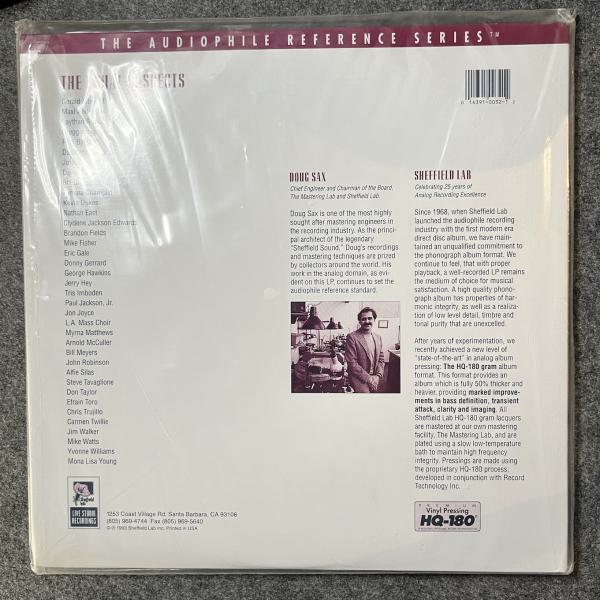 THE AUDIOPHILE REFERENCE SERIES™
THE
Gerald
Nathan East
Clydene Jackson Edwards
Brandon Fields
Mike Fisher
Eric Gale
Donny Gerrard
George Hawkins
Jerry Hey
Tris Imboden
Paul Jackson, Jr.
Jon Joyce
L.A. Mass Choir
Myrna Matthews
Arnold McCuller
Bill Meyers
John Robinson
Alfie Silas
Steve Tavaglione
Don Taylor
Efrain Toro
Chris Trujillo
Carmen Twillie
Jim Walker
Mike Watts
Yvonne Williams
Mona Lisa Young
DOUG SAX
Chief Engineer and Chairman of the Board,
The Mastering Lab and Sheffield Lab.
Doug Sax is one of the most highly
sought after mastering engineers in
the recording industry. As the princi-
pal architect of the legendary
"Sheffield Sound," Doug's recordings
and mastering techniques are prized
by collectors around the world. His
work in the analog domain, as evi-
dent on this LP, continues to set the
audiophile reference standard.
SHEFFIELD LAB
Celebrating 25 years of
Analog Recording Excellence
Since 1968, when Sheffield Lab
launched the audiophile recording
industry with the first modern era
direct disc album, we have main-
tained an unqualified commitment to
the phonograph album format. We
continue to feel, that with proper
playback, a well-recorded LP remains
the medium of choice for musical
satisfaction. A high quality phono-
graph album has properties of har-
monic integrity, as well as a realiza-
tion of low level detail, timbre and
tonal purity that are unexcelled.
After years of experimentation, we
recently achieved a new level of
"state-of-the-art" in analog album
pressing: The HQ-180 gram album
format. This format provides an
album which is fully 50% thicker and
heavier, providing marked improve-
ments in bass definition, transient
attack, clarity and imaging. All
Sheffield Lab HQ-180 gram lacquers
are mastered at our own mastering
facility, The Mastering Lab, and are
plated using a slow low-temperature
bath to maintain high frequency
integrity. Pressings are made using
the proprietary HQ-180 process,
developed in conjunction with Record
Technology Inc.
Sheffield Lab
LIVE STUDIO
RECORDINGS
1253 Coast Village Rd. Santa Barbara, CA 93108
(805) 969-4744 Fax (805) 969-5640
© ℗ 1993 Sheffield Lab Inc. Printed in USA
PREMIUM
Vinyl Pressing
HQ-180